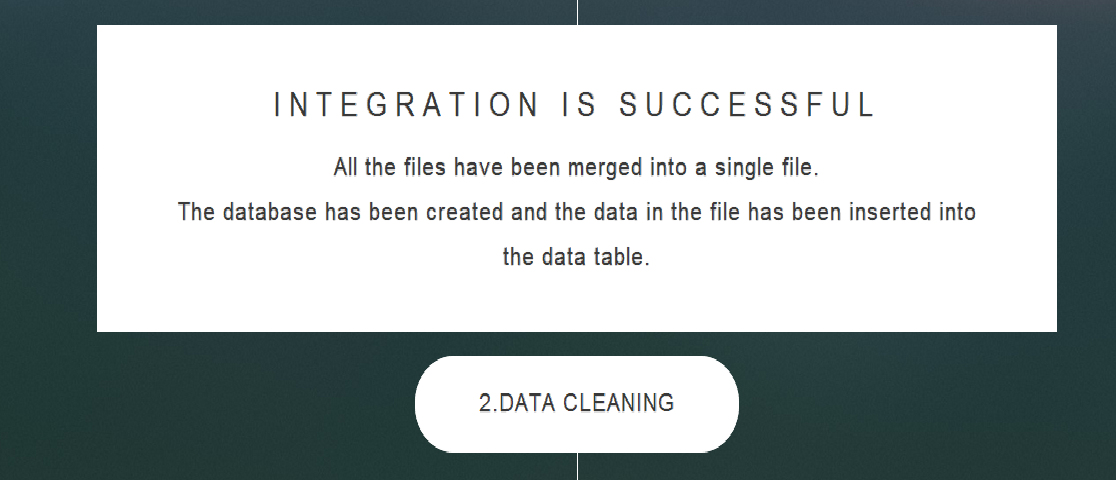 INTEGRATION IS SUCCESSFUL
All the files have been merged into a single file.
The database has been created and the data in the file has been inserted into
the data table.
2.DATA CLEANING